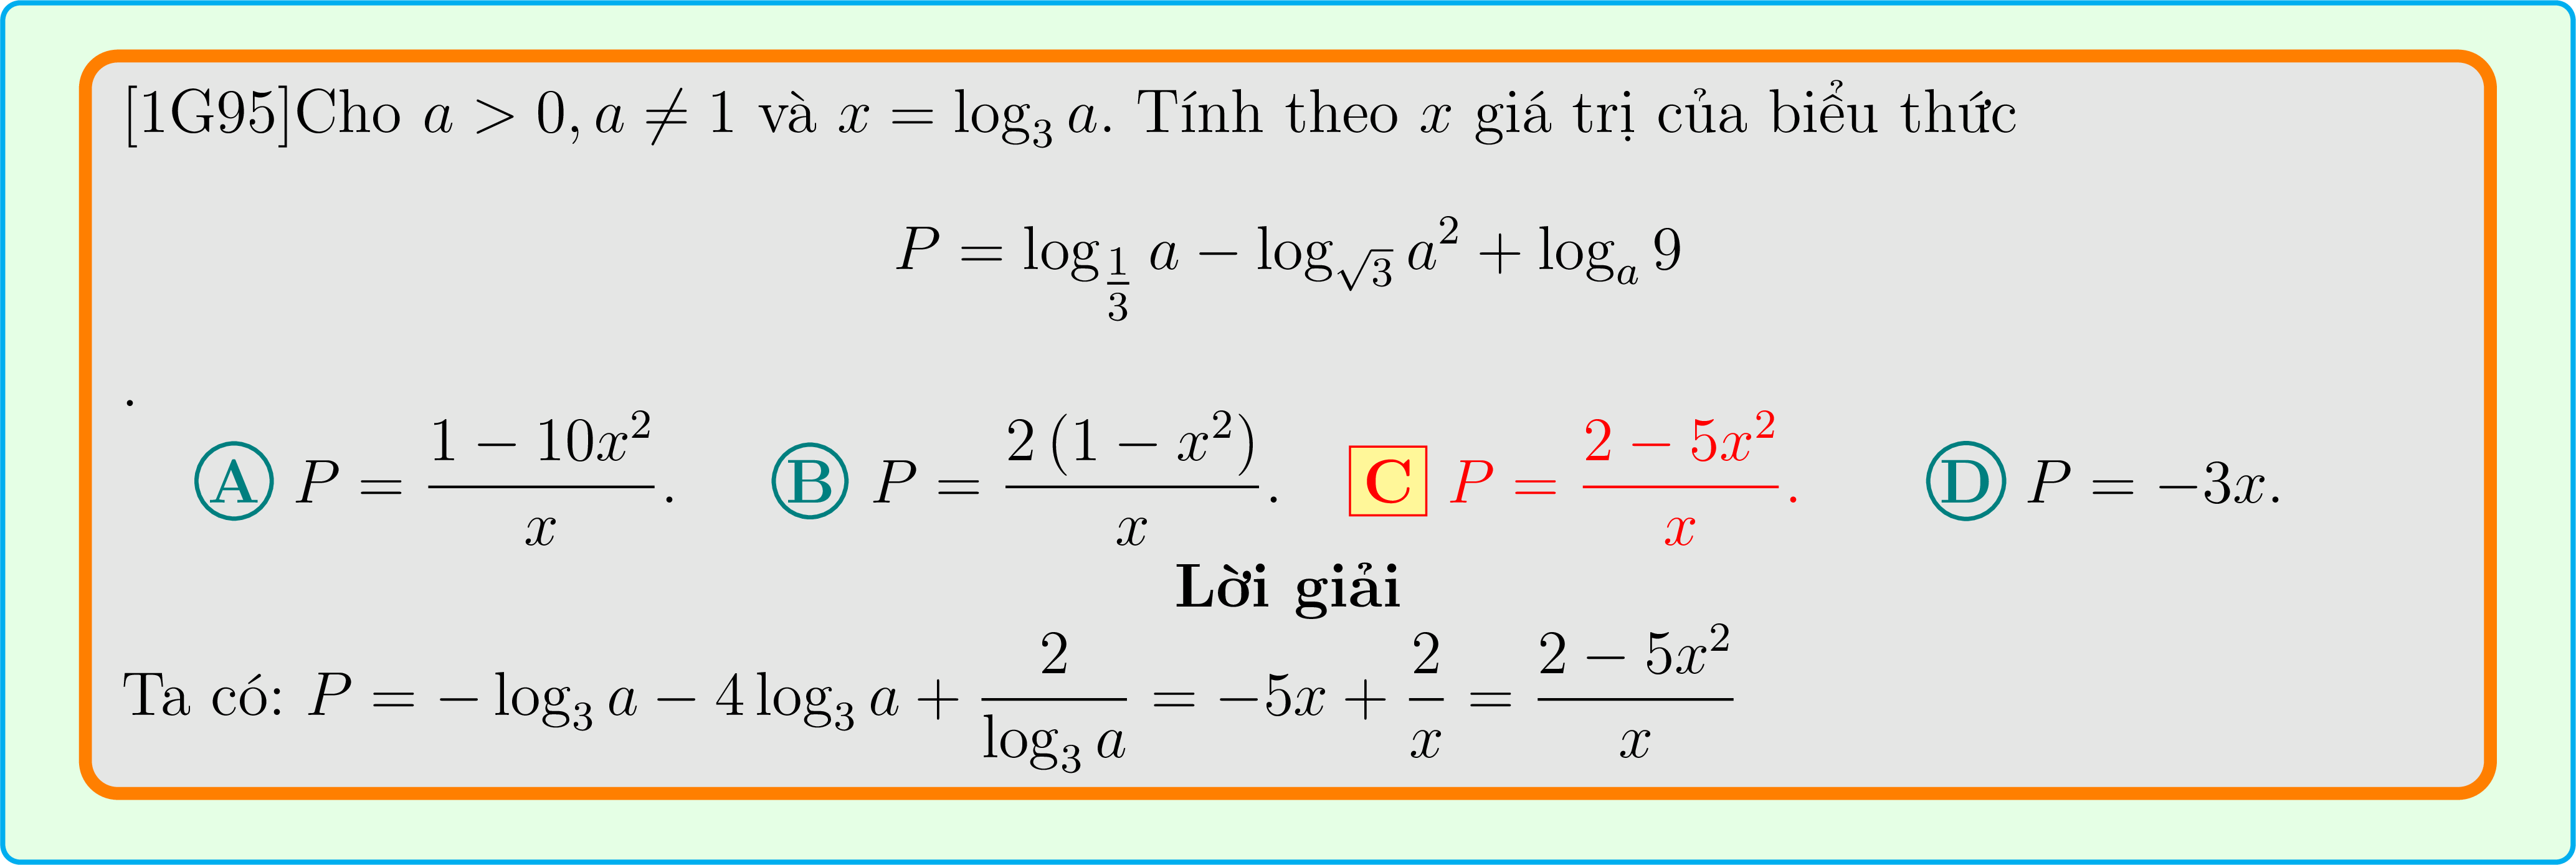 [1G95]Cho $a > 0, a \neq 1$ và $x = \log_3 a$. Tính theo $x$ giá trị của biểu thức
$P = \log_{\frac{1}{3}} a - \log_{\sqrt{3}} a^2 + \log_a 9$
.
A $P = \frac{1 - 10x^2}{x}$. B $P = \frac{2\left(1 - x^2\right)}{x}$. C $P = \frac{2 - 5x^2}{x}$. D $P = -3x$.
Lời giải
Ta có: $P = -\log_3 a - 4\log_3 a + \frac{2}{\log_3 a} = -5x + \frac{2}{x} = \frac{2 - 5x^2}{x}$